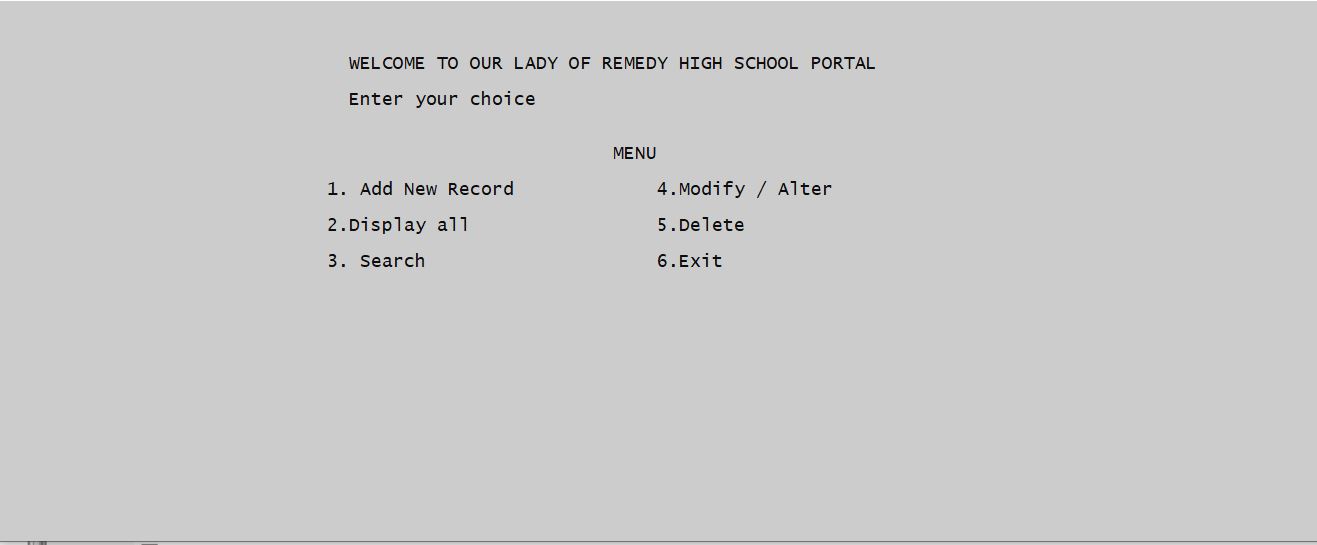 WELCOME TO OUR LADY OF REMEDY HIGH SCHOOL PORTAL
Enter your choice
MENU
1. Add New Record 4.Modify / Alter
2.Display all 5.Delete
3. Search 6.Exit